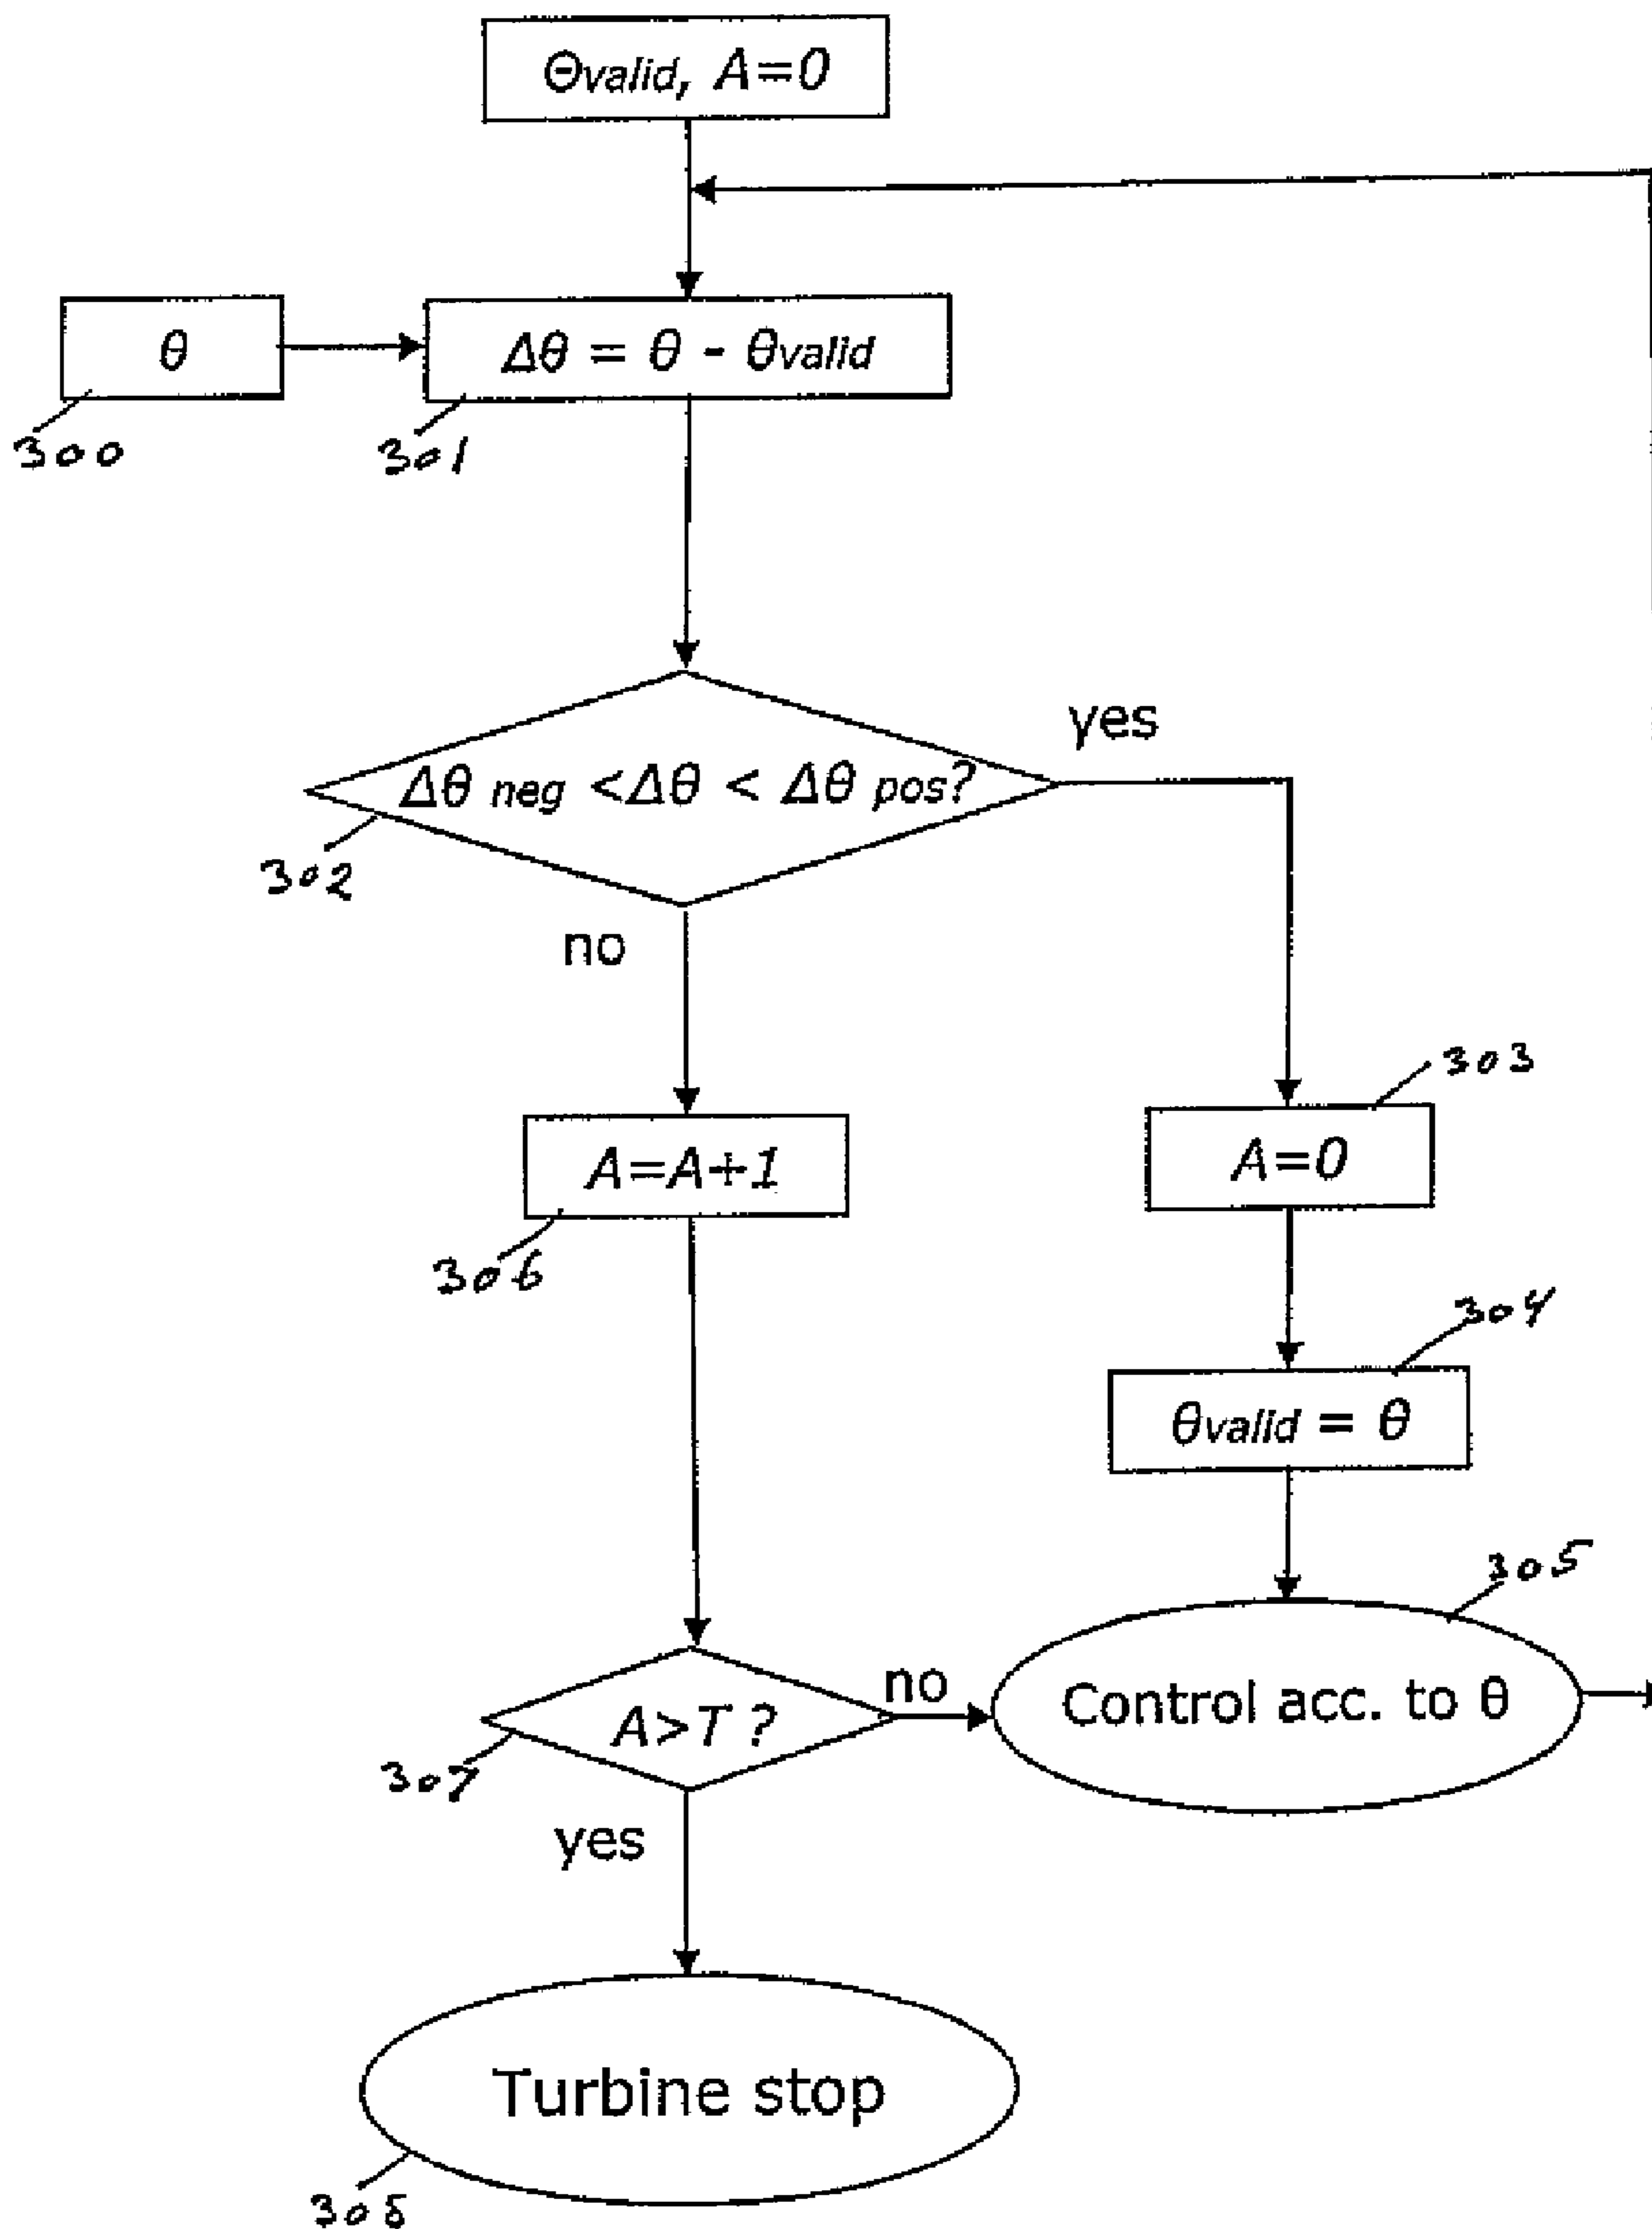 Θvalid, A=0
θ
Δθ = θ - θvalid
300
301
yes
Δθ neg <Δθ < Δθ pos?
302
no
303
A=A+1
A=0
306
304
θvalid = θ
305
no
A>T ?
Control acc. to θ
307
yes
Turbine stop
308